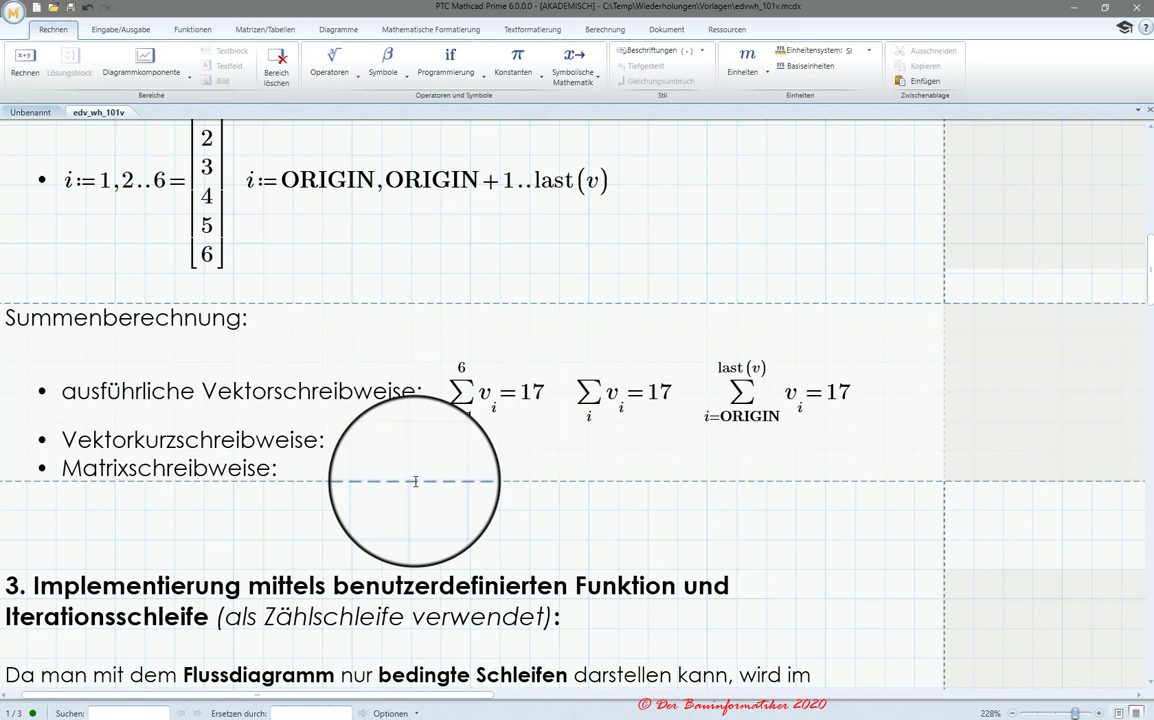 PTC Mathcad Prime 6.0.0.0 - [AKADEMISCH] - C:\Temp\Wiederholungen\Vorlagen\edvwh_101v.mcdx
Rechnen Eingabe/Ausgabe Funktionen Matrizen/Tabellen Diagramme Mathematische Formatierung Textformatierung Berechnung Dokument Ressourcen
Rechnen Lösungsblock Diagrammkomponente Textblock Textfeld Bild Bereich löschen
Operatoren Symbole Programmierung Konstanten Symbolische Mathematik
Beschriftungen (-) Tiefgestellt Gleichungsumbruch
Einheiten Einheitensystem: SI Basiseinheiten
Ausschneiden Kopieren Einfügen
Bereiche Operatoren und Symbole Stil Einheiten Zwischenablage
Unbenannt edv_wh_101v
2
3
• i:=1,2..6= 4 i:=ORIGIN,ORIGIN+1..last(v)
5
6
Summenberechnung:
6 last(v)
• ausführliche Vektorschreibweise: ∑ v i =17 ∑ v i =17 ∑ v i =17
i i=ORIGIN
• Vektorkurzschreibweise:
• Matrixschreibweise:
3. Implementierung mittels benutzerdefinierten Funktion und
Iterationsschleife (als Zählschleife verwendet):
Da man mit dem Flussdiagramm nur bedingte Schleifen darstellen kann, wird im
© Der Bauinformatiker 2020
1 / 3 Suchen: Ersetzen durch: Optionen 228%